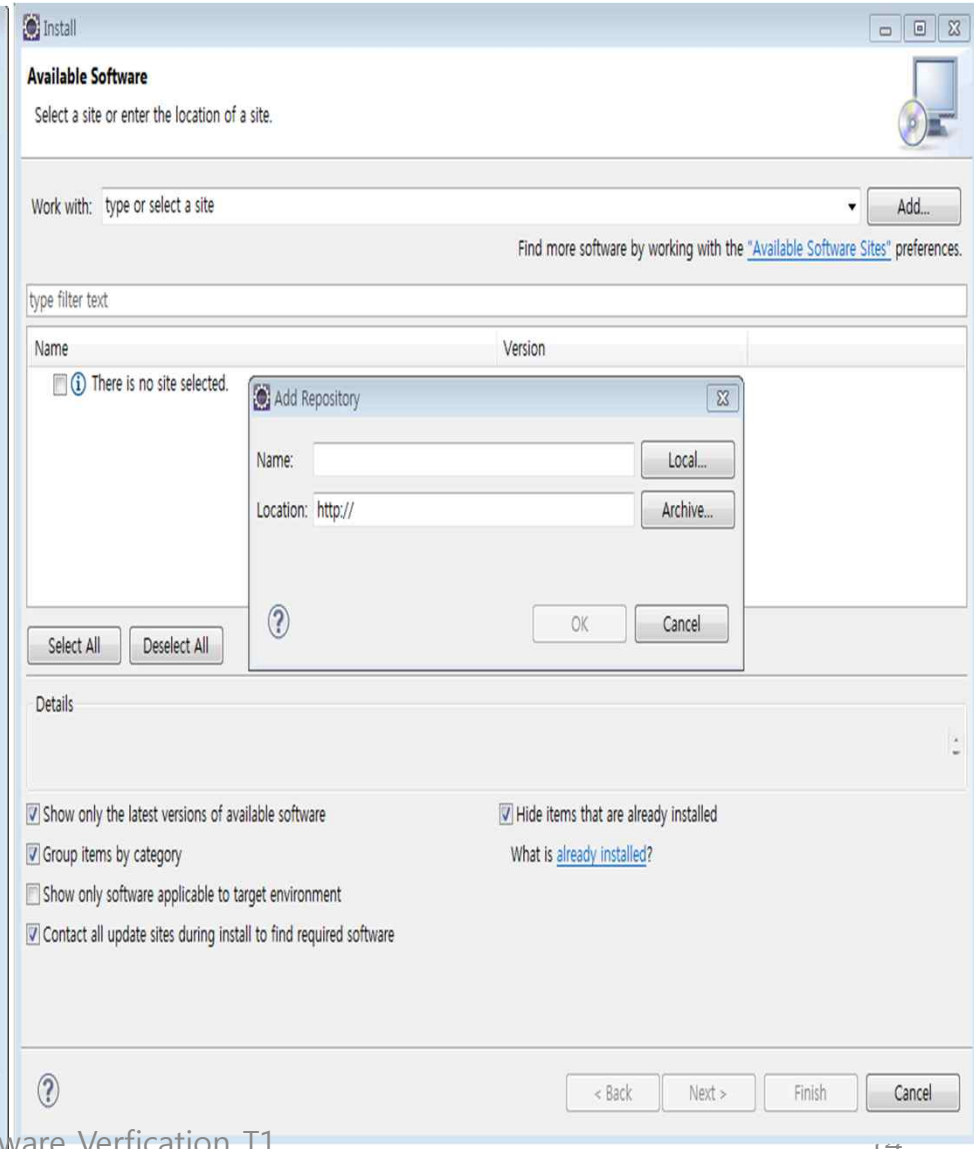 Install
Available Software
Select a site or enter the location of a site.
Work with: type or select a site Add...
Find more software by working with the "Available Software Sites" preferences.
type filter text
Name Version
There is no site selected.
Add Repository
Name: Local...
Location: http:// Archive...
OK Cancel
Select All Deselect All
Details
Show only the latest versions of available software Hide items that are already installed
Group items by category What is already installed?
Show only software applicable to target environment
Contact all update sites during install to find required software
< Back Next > Finish Cancel
ware Verfication T1 14